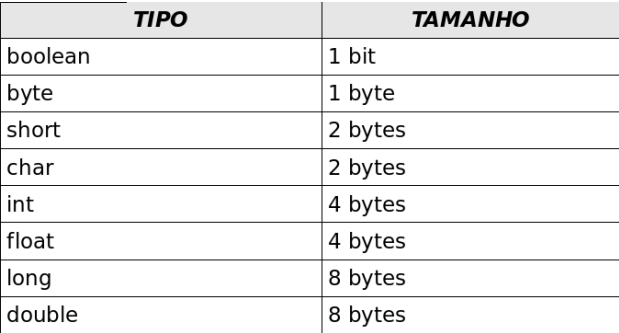 TIPO TAMANHO
boolean 1 bit
byte 1 byte
short 2 bytes
char 2 bytes
int 4 bytes
float 4 bytes
long 8 bytes
double 8 bytes